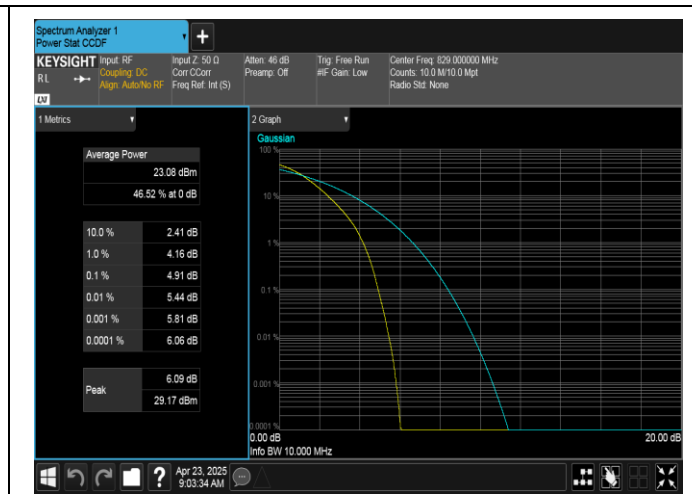 Spectrum Analyzer 1
Power Stat CCDF
+
KEYSIGHT
RL
LXI
Input: RF
Coupling: DC
Align: Auto/No RF
Input Z: 50 Ω
Corr CCorr
Freq Ref: Int (S)
Atten: 46 dB
Preamp: Off
Trig: Free Run
#IF Gain: Low
Center Freq: 829.000000 MHz
Counts: 10.0 M/10.0 Mpt
Radio Std: None
1 Metrics
Average Power
23.08 dBm
46.52 % at 0 dB
10.0 % 2.41 dB
1.0 % 4.16 dB
0.1 % 4.91 dB
0.01 % 5.44 dB
0.001 % 5.81 dB
0.0001 % 6.06 dB
Peak
6.09 dB
29.17 dBm
2 Graph
Gaussian
100 %
10 %
1 %
0.1 %
0.01 %
0.001 %
0.0001 %
0.00 dB 20.00 dB
Info BW 10.000 MHz
?
Apr 23, 2025
9:03:34 AM